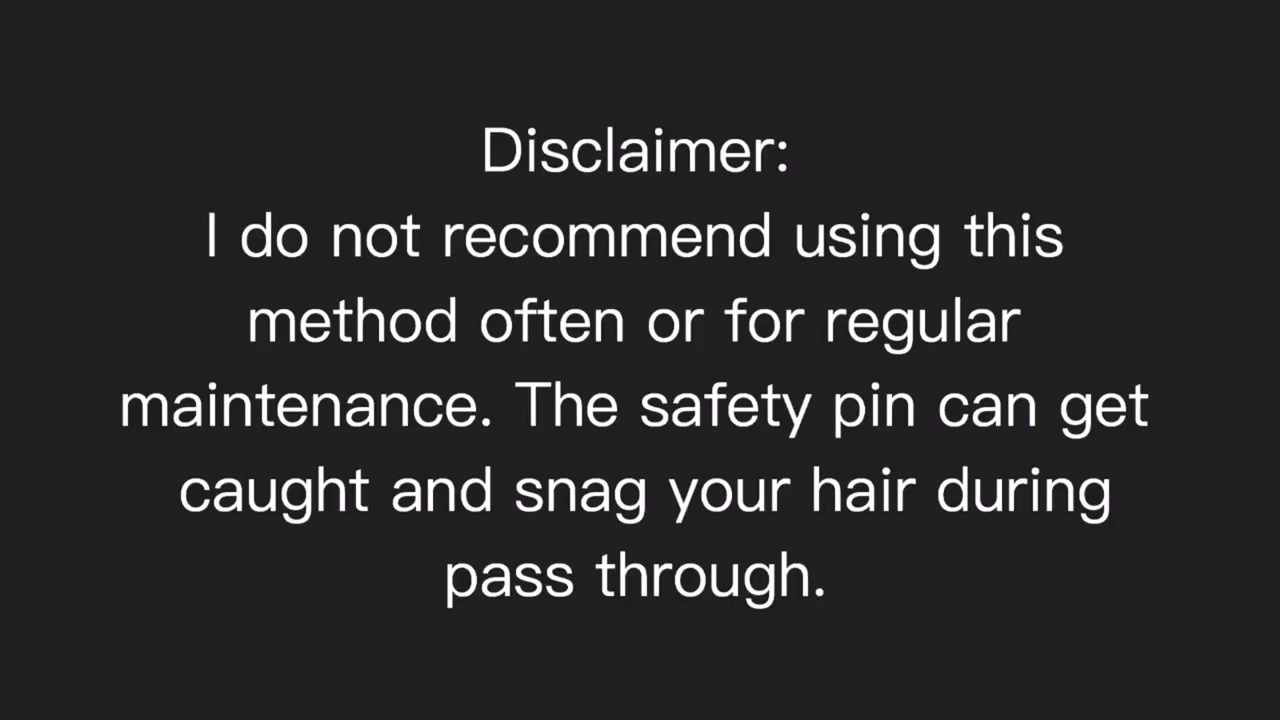 Disclaimer:
I do not recommend using this
method often or for regular
maintenance. The safety pin can get
caught and snag your hair during
pass through.